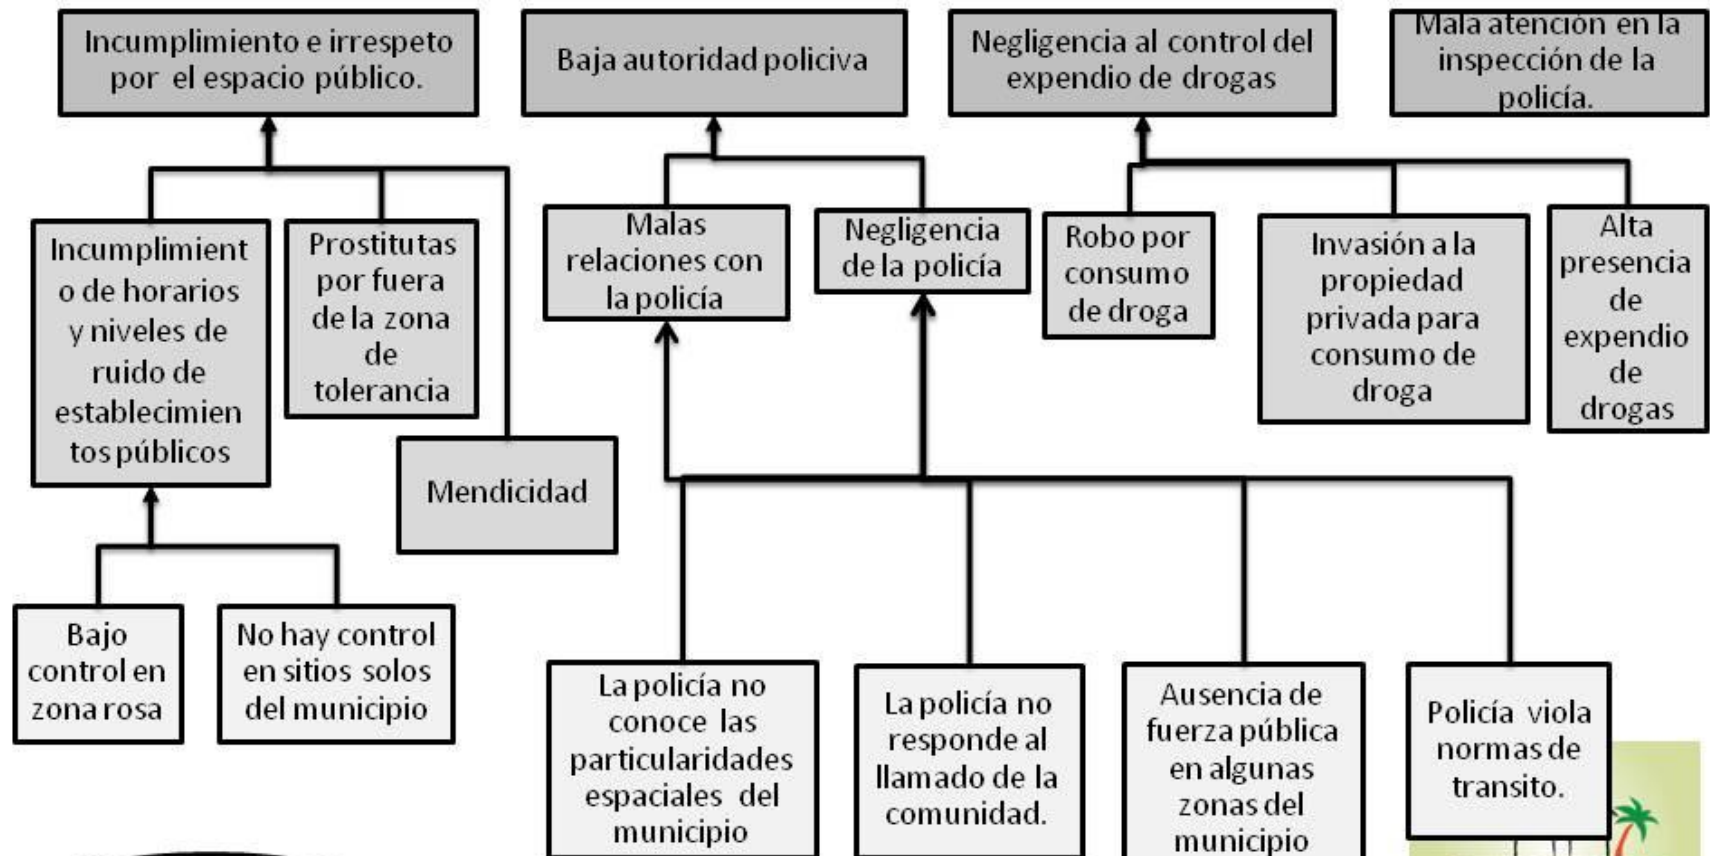 Incumplimiento e irrespeto
por el espacio público.
Baja autoridad policiva
Negligencia al control del
expendio de drogas
Mala atención en la
inspección de la
policía.
Incumplimient
o de horarios
y niveles de
ruido de
establecimien
tos públicos
Prostitutas
por fuera
de la zona
de
tolerancia
Mendicidad
Malas
relaciones con
la policía
Negligencia
de la policía
Robo por
consumo
de droga
Invasión a la
propiedad
privada para
consumo de
droga
Alta
presencia
de
expendio
de
drogas
Bajo
control en
zona rosa
No hay control
en sitios solos
del municipio
La policía no
conoce las
particularidades
espaciales del
municipio
La policía no
responde al
llamado de la
comunidad.
Ausencia de
fuerza pública
en algunas
zonas del
municipio
Policía viola
normas de
transito.